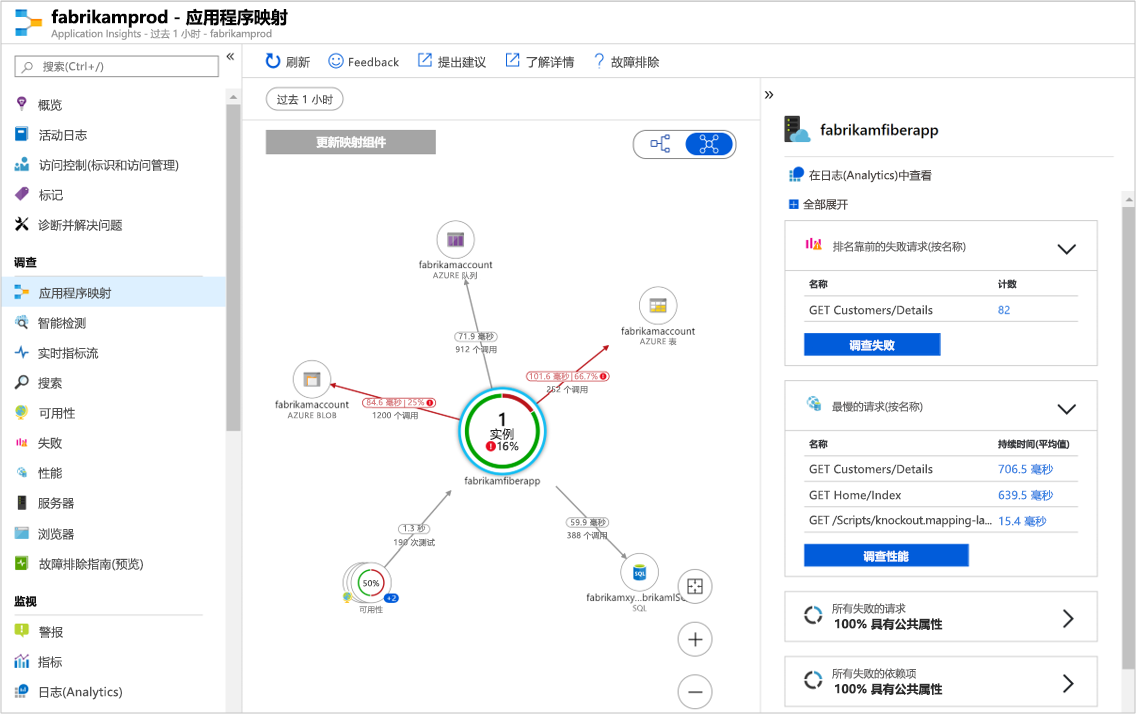 fabrikamprod - 应用程序映射
Application Insights - 过去 1 小时 - fabrikamprod
搜索(Ctrl+/)
概览
活动日志
访问控制(标识和访问管理)
标记
诊断并解决问题
调查
应用程序映射
智能检测
实时指标流
搜索
可用性
失败
性能
服务器
浏览器
故障排除指南(预览)
监视
警报
指标
日志(Analytics)
刷新
Feedback
提出建议
了解详情
故障排除
过去 1 小时
更新映射组件
fabrikamaccount
AZURE 队列
71.9 毫秒
912 个调用
fabrikamaccount
AZURE 表
101.6 毫秒 | 66.7%
252 个调用
fabrikamaccount
AZURE BLOB
84.6 毫秒 | 25%
1200 个调用
1
实例
16%
fabrikamfiberapp
1.3 秒
190 次测试
50%
+2
可用性
59.9 毫秒
388 个调用
SQL
fabrikamxy...brikamlSC
SQL
fabrikamfiberapp
在日志(Analytics)中查看
全部展开
排名靠前的失败请求(按名称)
名称 计数
GET Customers/Details 82
调查失败
最慢的请求(按名称)
名称 持续时间(平均值)
GET Customers/Details 706.5 毫秒
GET Home/Index 639.5 毫秒
GET /Scripts/knockout.mapping-la... 15.4 毫秒
调查性能
所有失败的请求
100% 具有公共属性
所有失败的依赖项
100% 具有公共属性